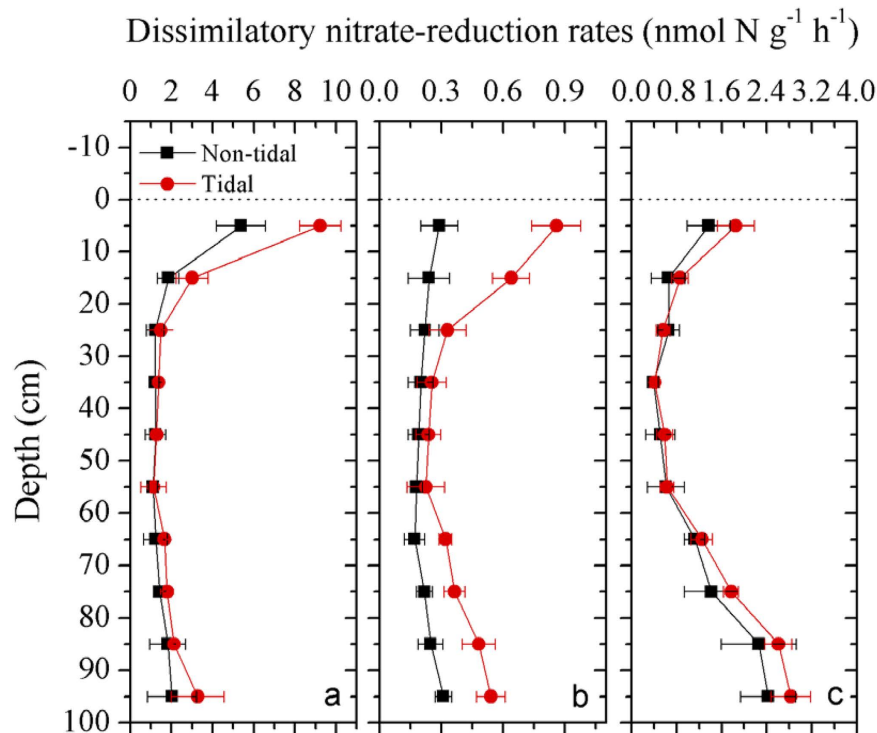 Dissimilatory nitrate-reduction rates (nmol N g⁻¹ h⁻¹)
0 2 4 6 8 10 0.0 0.3 0.6 0.9 0.0 0.8 1.6 2.4 3.2 4.0
-10
Non-tidal
Tidal
0
10
20
30
40
50
60
70
80
90
100
Depth (cm)
a b c